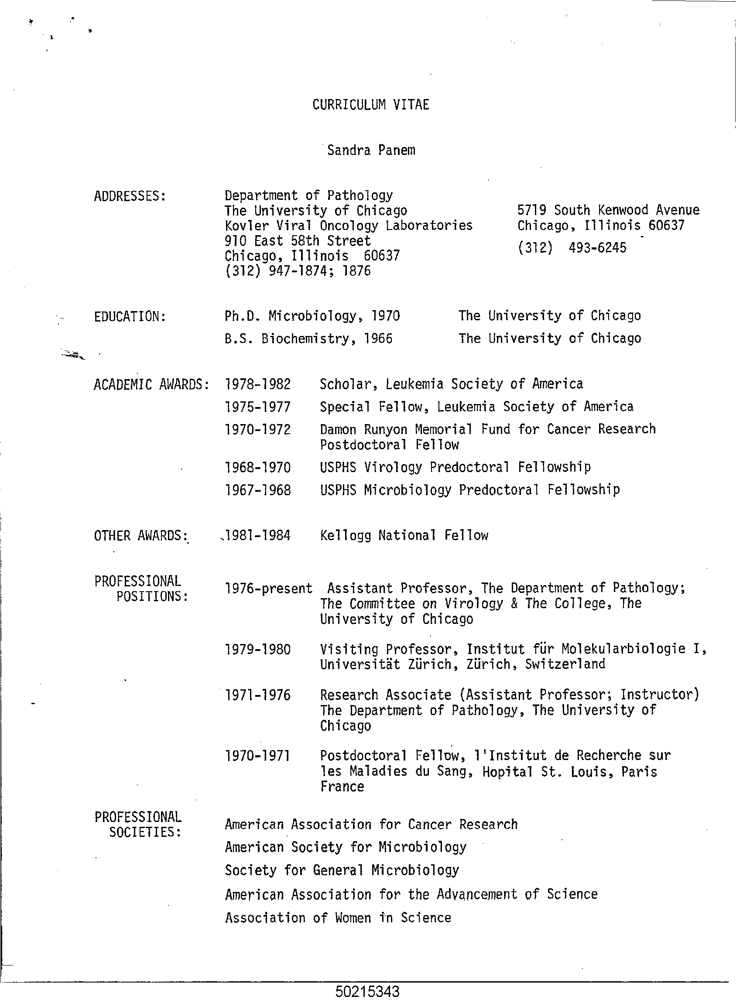 CURRICULUM VITAE
Sandra Panem
ADDRESSES:
Department of Pathology
The University of Chicago
Kovler Viral Oncology Laboratories
910 East 58th Street
Chicago, Illinois 60637
(312) 947-1874; 1876
5719 South Kenwood Avenue
Chicago, Illinois 60637
(312) 493-6245
EDUCATION: Ph.D. Microbiology, 1970 The University of Chicago
B.S. Biochemistry, 1966 The University of Chicago
ACADEMIC AWARDS: 1978-1982 Scholar, Leukemia Society of America
1975-1977 Special Fellow, Leukemia Society of America
1970-1972 Damon Runyon Memorial Fund for Cancer Research
Postdoctoral Fellow
1968-1970 USPHS Virology Predoctoral Fellowship
1967-1968 USPHS Microbiology Predoctoral Fellowship
OTHER AWARDS: 1981-1984 Kellogg National Fellow
PROFESSIONAL
POSITIONS:
1976-present Assistant Professor, The Department of Pathology;
The Committee on Virology & The College, The
University of Chicago
1979-1980 Visiting Professor, Institut für Molekularbiologie I,
Universität Zürich, Zürich, Switzerland
1971-1976 Research Associate (Assistant Professor; Instructor)
The Department of Pathology, The University of
Chicago
1970-1971 Postdoctoral Fellow, l'Institut de Recherche sur
les Maladies du Sang, Hopital St. Louis, Paris
France
PROFESSIONAL
SOCIETIES:
American Association for Cancer Research
American Society for Microbiology
Society for General Microbiology
American Association for the Advancement of Science
Association of Women in Science
50215343